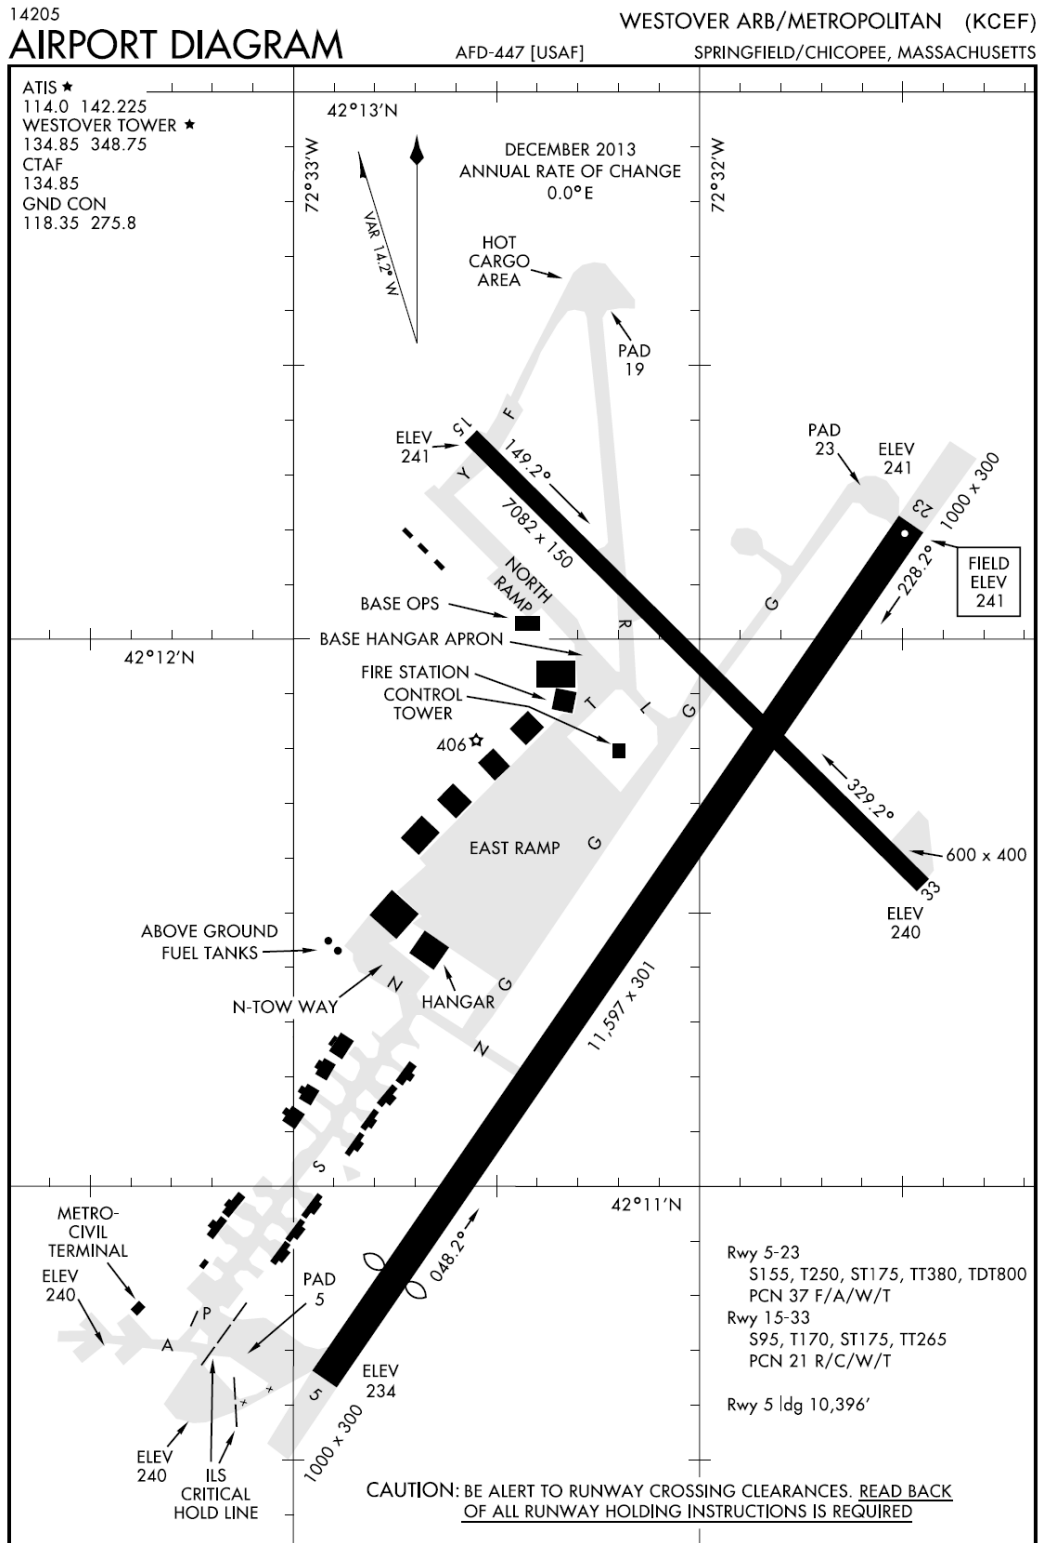 14205
AIRPORT DIAGRAM
AFD-447 [USAF]
WESTOVER ARB/METROPOLITAN (KCEF)
SPRINGFIELD/CHICOPEE, MASSACHUSETTS
ATIS ★
114.0 142.225
WESTOVER TOWER ★
134.85 348.75
CTAF
134.85
GND CON
118.35 275.8
42°13'N
72°33'W
VAR 14.2° W
DECEMBER 2013
ANNUAL RATE OF CHANGE
0.0°E
72°32'W
HOT
CARGO
AREA
PAD
19
F
15
ELEV
241
Y
149.2°
7082 x 150
PAD
23
ELEV
241
23
1000 x 300
228.2°
FIELD
ELEV
241
G
NORTH
RAMP
BASE OPS
R
BASE HANGAR APRON
42°12'N
FIRE STATION
CONTROL
TOWER
T
L
G
406
329.2°
EAST RAMP
G
600 x 400
33
ELEV
240
ABOVE GROUND
FUEL TANKS
N-TOW WAY
N
HANGAR
G
11,597 x 301
N
S
42°11'N
METRO-
CIVIL
TERMINAL
ELEV
240
PAD
5
048.2°
P
A
ELEV
234
5
1000 x 300
ELEV
240
ILS
CRITICAL
HOLD LINE
Rwy 5-23
S155, T250, ST175, TT380, TDT800
PCN 37 F/A/W/T
Rwy 15-33
S95, T170, ST175, TT265
PCN 21 R/C/W/T
Rwy 5 ldg 10,396'
CAUTION: BE ALERT TO RUNWAY CROSSING CLEARANCES. READ BACK
OF ALL RUNWAY HOLDING INSTRUCTIONS IS REQUIRED